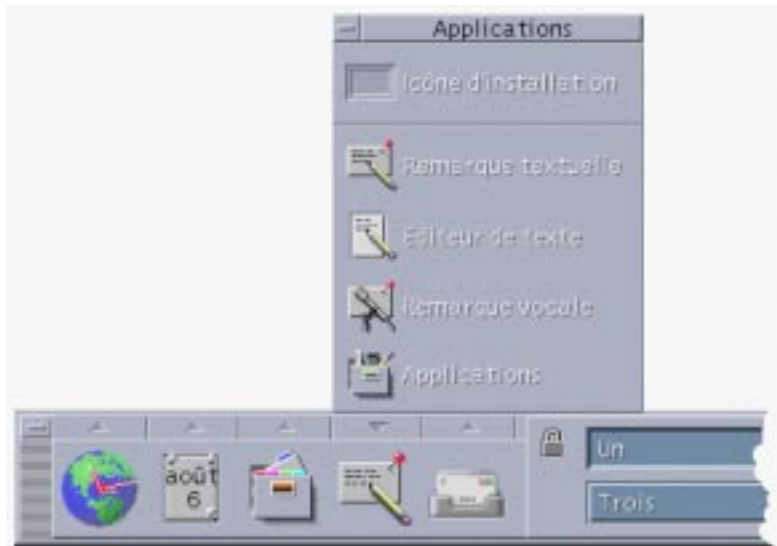 Applications
Icône d'installation
Remarque textuelle
Editeur de texte
Remarque vocale
Applications
août
6
Un
Trois